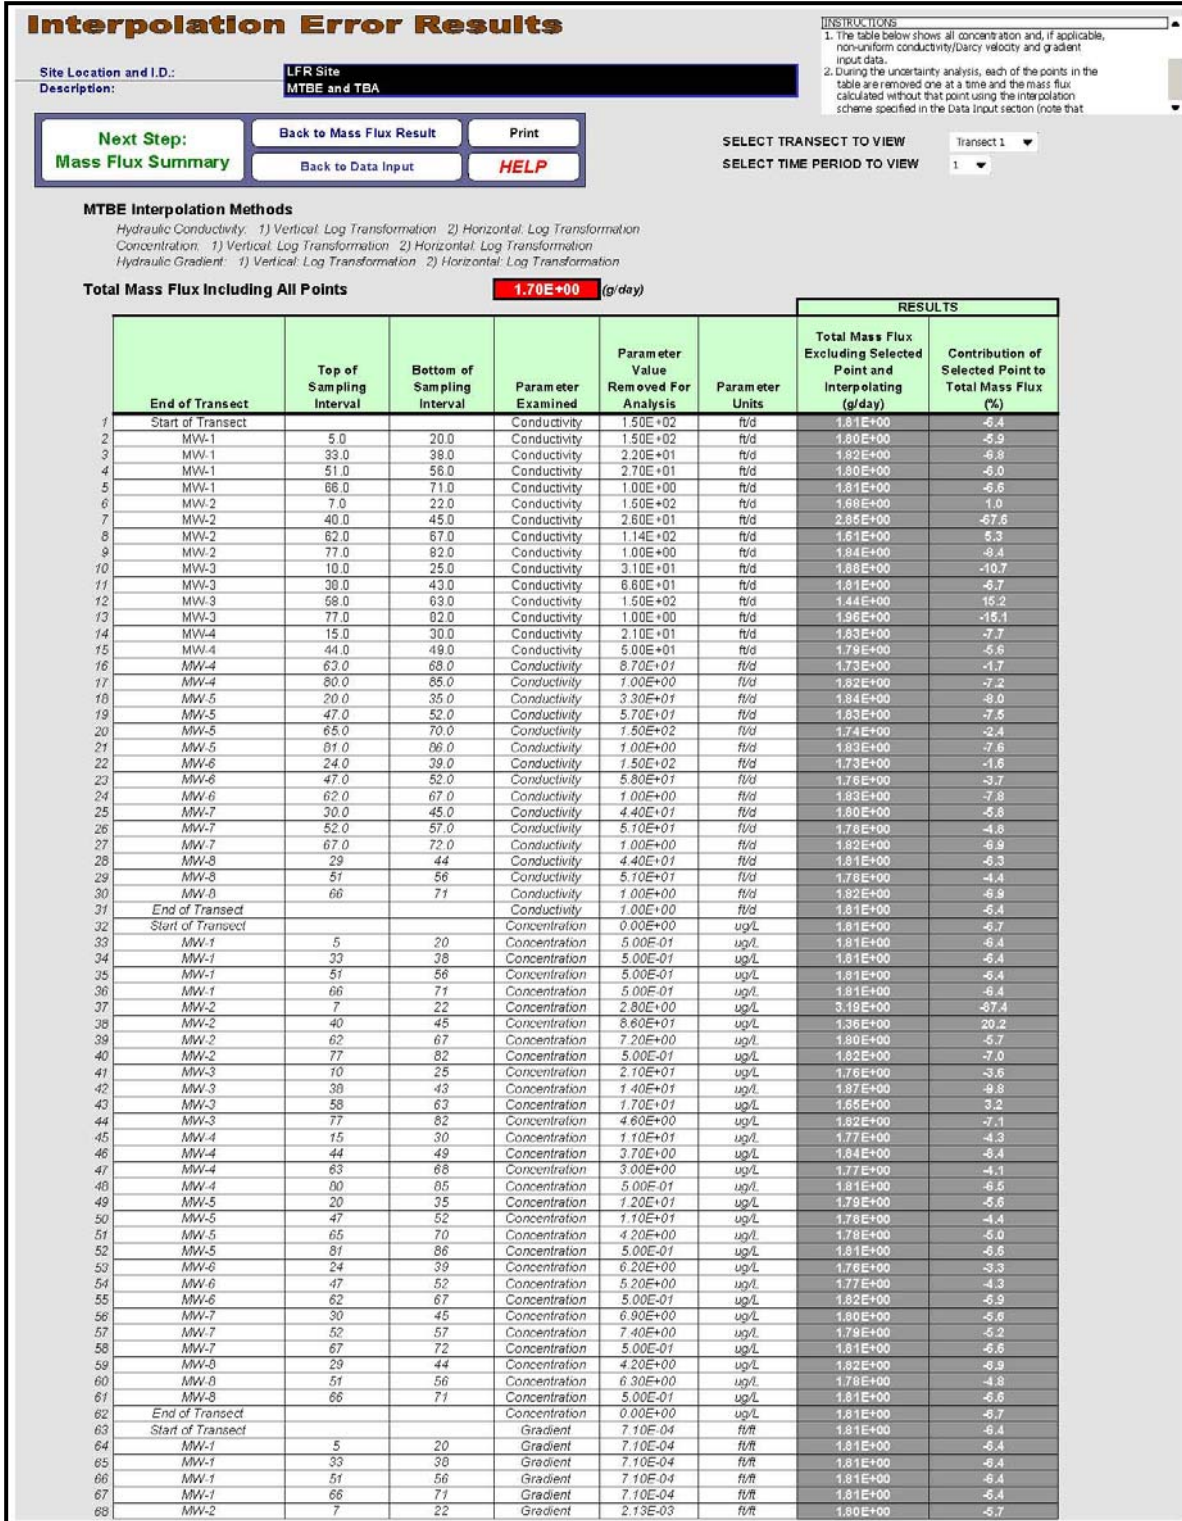 Interpolation Error Results
INSTRUCTIONS
1. The table below shows all concentration and, if applicable,
non-uniform conductivity/Darcy velocity and gradient
input data.
2. During the uncertainty analysis, each of the points in the
table are removed one at a time and the mass flux
calculated without that point using the interpolation
scheme specified in the Data Input section (note that
Site Location and I.D.: LFR Site
Description: MTBE and TBA
Next Step:
Mass Flux Summary
Back to Mass Flux Result
Print
Back to Data Input
HELP
SELECT TRANSECT TO VIEW Transect 1
SELECT TIME PERIOD TO VIEW 1
MTBE Interpolation Methods
Hydraulic Conductivity: 1) Vertical: Log Transformation 2) Horizontal: Log Transformation
Concentration: 1) Vertical: Log Transformation 2) Horizontal: Log Transformation
Hydraulic Gradient: 1) Vertical: Log Transformation 2) Horizontal: Log Transformation
Total Mass Flux Including All Points 1.70E+00 (g/day)
RESULTS
End of Transect
Top of
Sampling
Interval
Bottom of
Sampling
Interval
Parameter
Examined
Parameter
Value
Removed For
Analysis
Parameter
Units
Total Mass Flux
Excluding Selected
Point and
Interpolating
(g/day)
Contribution of
Selected Point to
Total Mass Flux
(%)
1 Start of Transect Conductivity 1.50E+02 ft/d 1.81E+00 -6.4
2 MW-1 5.0 20.0 Conductivity 1.50E+02 ft/d 1.80E+00 -5.9
3 MW-1 33.0 38.0 Conductivity 2.20E+01 ft/d 1.82E+00 -6.8
4 MW-1 51.0 56.0 Conductivity 2.70E+01 ft/d 1.80E+00 -6.0
5 MW-1 66.0 71.0 Conductivity 1.00E+00 ft/d 1.81E+00 -6.6
6 MW-2 7.0 22.0 Conductivity 1.50E+02 ft/d 1.68E+00 1.0
7 MW-2 40.0 45.0 Conductivity 2.60E+01 ft/d 2.85E+00 -67.6
8 MW-2 62.0 67.0 Conductivity 1.14E+02 ft/d 1.61E+00 5.3
9 MW-2 77.0 82.0 Conductivity 1.00E+00 ft/d 1.84E+00 -8.4
10 MW-3 10.0 25.0 Conductivity 3.10E+01 ft/d 1.88E+00 -10.7
11 MW-3 38.0 43.0 Conductivity 6.60E+01 ft/d 1.81E+00 -6.7
12 MW-3 58.0 63.0 Conductivity 1.50E+02 ft/d 1.44E+00 15.2
13 MW-3 77.0 82.0 Conductivity 1.00E+00 ft/d 1.96E+00 -15.1
14 MW-4 15.0 30.0 Conductivity 2.10E+01 ft/d 1.83E+00 -7.7
15 MW-4 44.0 49.0 Conductivity 5.00E+01 ft/d 1.79E+00 -5.6
16 MW-4 63.0 68.0 Conductivity 8.70E+01 ft/d 1.73E+00 -1.7
17 MW-4 80.0 85.0 Conductivity 1.00E+00 ft/d 1.82E+00 -7.2
18 MW-5 20.0 35.0 Conductivity 3.30E+01 ft/d 1.84E+00 -8.0
19 MW-5 47.0 52.0 Conductivity 5.70E+01 ft/d 1.83E+00 -7.5
20 MW-5 65.0 70.0 Conductivity 1.50E+02 ft/d 1.74E+00 -2.4
21 MW-5 81.0 86.0 Conductivity 1.00E+00 ft/d 1.83E+00 -7.6
22 MW-6 24.0 39.0 Conductivity 1.50E+02 ft/d 1.73E+00 -1.6
23 MW-6 47.0 52.0 Conductivity 5.80E+01 ft/d 1.76E+00 -3.7
24 MW-6 62.0 67.0 Conductivity 1.00E+00 ft/d 1.83E+00 -7.8
25 MW-7 30.0 45.0 Conductivity 4.40E+01 ft/d 1.80E+00 -5.8
26 MW-7 52.0 57.0 Conductivity 5.10E+01 ft/d 1.78E+00 -4.8
27 MW-7 67.0 72.0 Conductivity 1.00E+00 ft/d 1.82E+00 -6.9
28 MW-8 29 44 Conductivity 4.40E+01 ft/d 1.81E+00 -6.3
29 MW-8 51 56 Conductivity 5.10E+01 ft/d 1.78E+00 -4.4
30 MW-8 66 71 Conductivity 1.00E+00 ft/d 1.82E+00 -6.9
31 End of Transect Conductivity 1.00E+00 ft/d 1.81E+00 -6.4
32 Start of Transect Concentration 0.00E+00 ug/L 1.81E+00 -6.7
33 MW-1 5 20 Concentration 5.00E-01 ug/L 1.81E+00 -6.4
34 MW-1 33 38 Concentration 5.00E-01 ug/L 1.81E+00 -6.4
35 MW-1 51 56 Concentration 5.00E-01 ug/L 1.81E+00 -6.4
36 MW-1 66 71 Concentration 5.00E-01 ug/L 1.81E+00 -6.4
37 MW-2 7 22 Concentration 2.80E+00 ug/L 3.19E+00 -87.4
38 MW-2 40 45 Concentration 8.60E+01 ug/L 1.36E+00 20.2
39 MW-2 62 67 Concentration 7.20E+00 ug/L 1.80E+00 -5.7
40 MW-2 77 82 Concentration 5.00E-01 ug/L 1.82E+00 -7.0
41 MW-3 10 25 Concentration 2.10E+01 ug/L 1.76E+00 -3.6
42 MW-3 38 43 Concentration 1.40E+01 ug/L 1.87E+00 -9.8
43 MW-3 58 63 Concentration 1.70E+01 ug/L 1.65E+00 3.2
44 MW-3 77 82 Concentration 4.60E+00 ug/L 1.82E+00 -7.1
45 MW-4 15 30 Concentration 1.10E+01 ug/L 1.77E+00 -4.3
46 MW-4 44 49 Concentration 3.70E+00 ug/L 1.84E+00 -8.4
47 MW-4 63 68 Concentration 3.00E+00 ug/L 1.77E+00 -4.1
48 MW-4 80 85 Concentration 5.00E-01 ug/L 1.81E+00 -6.5
49 MW-5 20 35 Concentration 1.20E+01 ug/L 1.79E+00 -5.6
50 MW-5 47 52 Concentration 1.10E+01 ug/L 1.78E+00 -4.4
51 MW-5 65 70 Concentration 4.20E+00 ug/L 1.78E+00 -5.0
52 MW-5 81 86 Concentration 5.00E-01 ug/L 1.81E+00 -6.6
53 MW-6 24 39 Concentration 6.20E+00 ug/L 1.76E+00 -3.3
54 MW-6 47 52 Concentration 5.20E+00 ug/L 1.77E+00 -4.3
55 MW-6 62 67 Concentration 5.00E-01 ug/L 1.82E+00 -6.9
56 MW-7 30 45 Concentration 6.90E+00 ug/L 1.80E+00 -5.6
57 MW-7 52 57 Concentration 7.40E+00 ug/L 1.79E+00 -5.2
58 MW-7 67 72 Concentration 5.00E-01 ug/L 1.81E+00 -6.6
59 MW-8 29 44 Concentration 4.20E+00 ug/L 1.82E+00 -6.9
60 MW-8 51 56 Concentration 6.30E+00 ug/L 1.78E+00 -4.8
61 MW-8 66 71 Concentration 5.00E-01 ug/L 1.81E+00 -6.6
62 End of Transect Concentration 0.00E+00 ug/L 1.81E+00 -6.7
63 Start of Transect Gradient 7.10E-04 ft/ft 1.81E+00 -6.4
64 MW-1 5 20 Gradient 7.10E-04 ft/ft 1.81E+00 -6.4
65 MW-1 33 38 Gradient 7.10E-04 ft/ft 1.81E+00 -6.4
66 MW-1 51 56 Gradient 7.10E-04 ft/ft 1.81E+00 -6.4
67 MW-1 66 71 Gradient 7.10E-04 ft/ft 1.81E+00 -6.4
68 MW-2 7 22 Gradient 2.13E-03 ft/ft 1.80E+00 -5.7